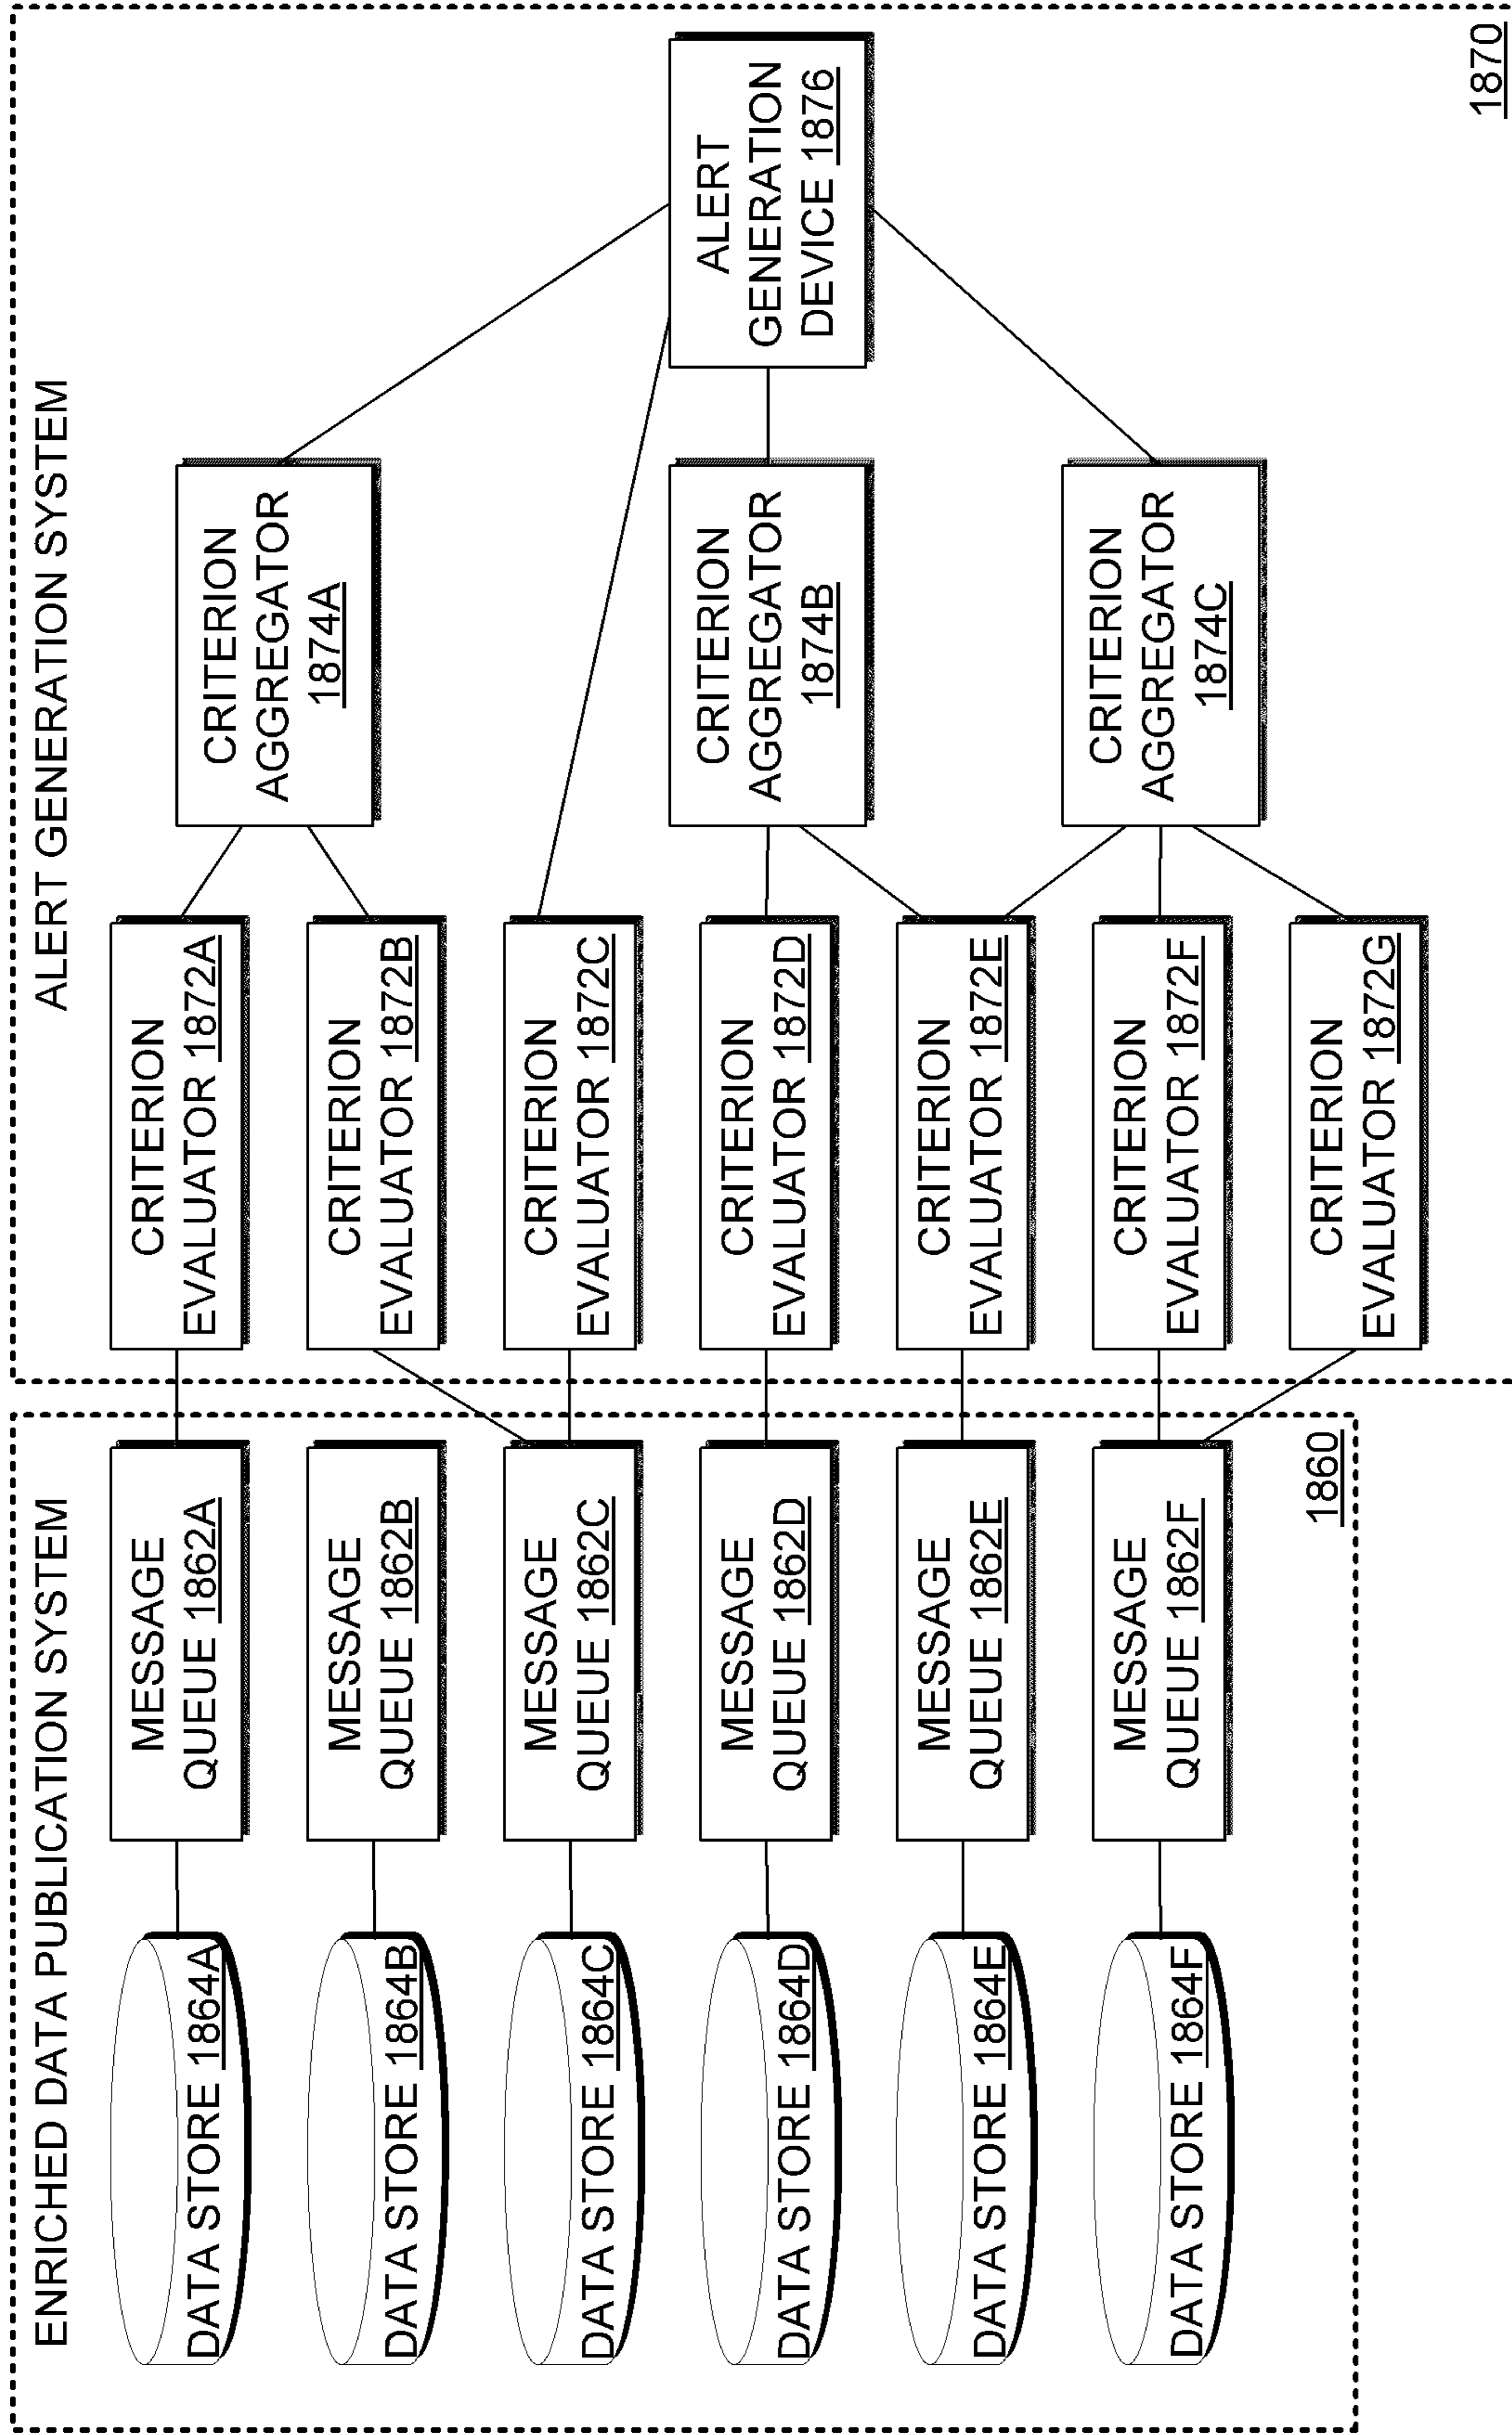 ENRICHED DATA PUBLICATION SYSTEM
DATA STORE 1864A
DATA STORE 1864B
DATA STORE 1864C
DATA STORE 1864D
DATA STORE 1864E
DATA STORE 1864F
MESSAGE
QUEUE 1862A
MESSAGE
QUEUE 1862B
MESSAGE
QUEUE 1862C
MESSAGE
QUEUE 1862D
MESSAGE
QUEUE 1862E
MESSAGE
QUEUE 1862F
1860
ALERT GENERATION SYSTEM
CRITERION
EVALUATOR 1872A
CRITERION
EVALUATOR 1872B
CRITERION
EVALUATOR 1872C
CRITERION
EVALUATOR 1872D
CRITERION
EVALUATOR 1872E
CRITERION
EVALUATOR 1872F
CRITERION
EVALUATOR 1872G
CRITERION
AGGREGATOR
1874A
CRITERION
AGGREGATOR
1874B
CRITERION
AGGREGATOR
1874C
ALERT
GENERATION
DEVICE 1876
1870